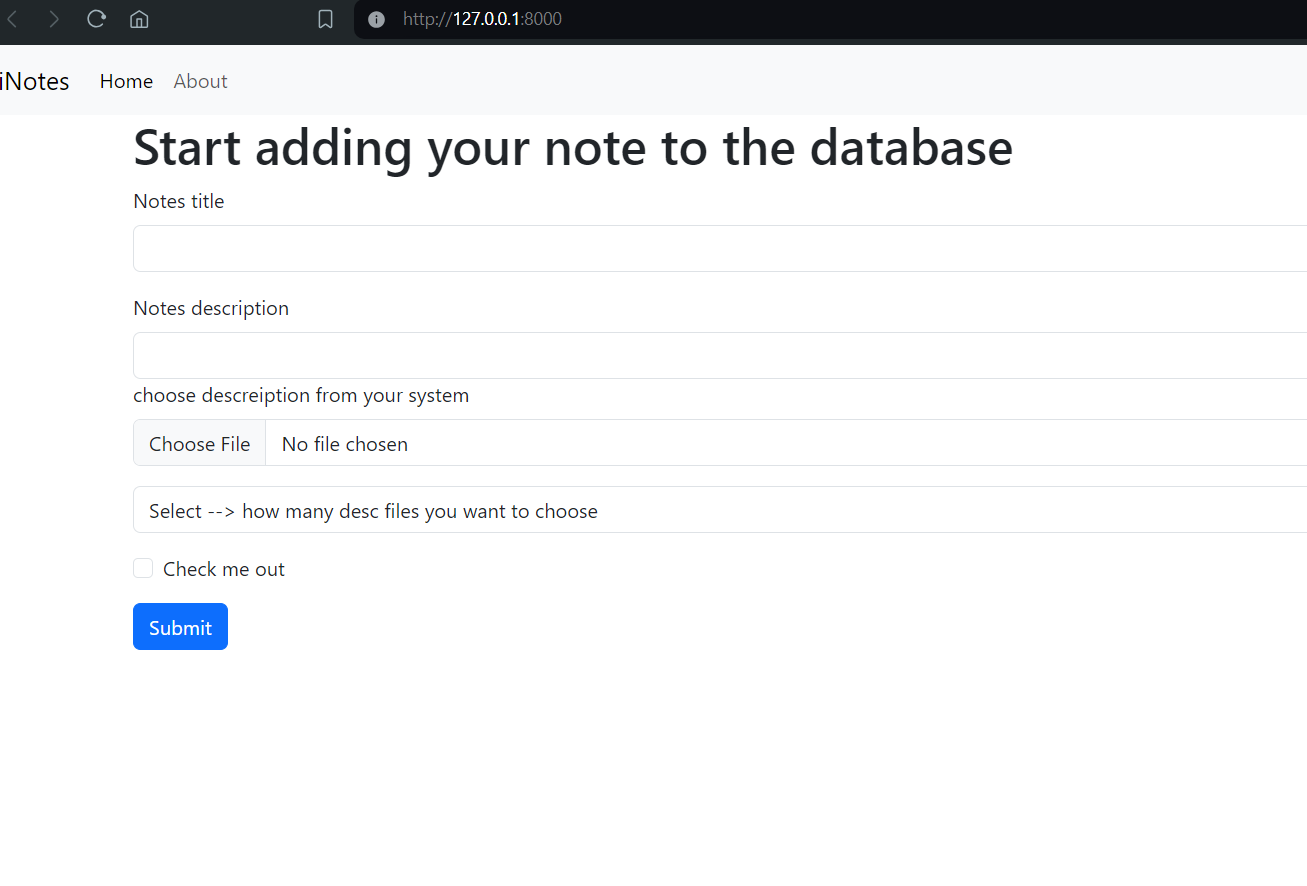 http://127.0.0.1:8000
iNotes Home About
Start adding your note to the database
Notes title
Notes description
choose descreiption from your system
Choose File No file chosen
Select --> how many desc files you want to choose
Check me out
Submit